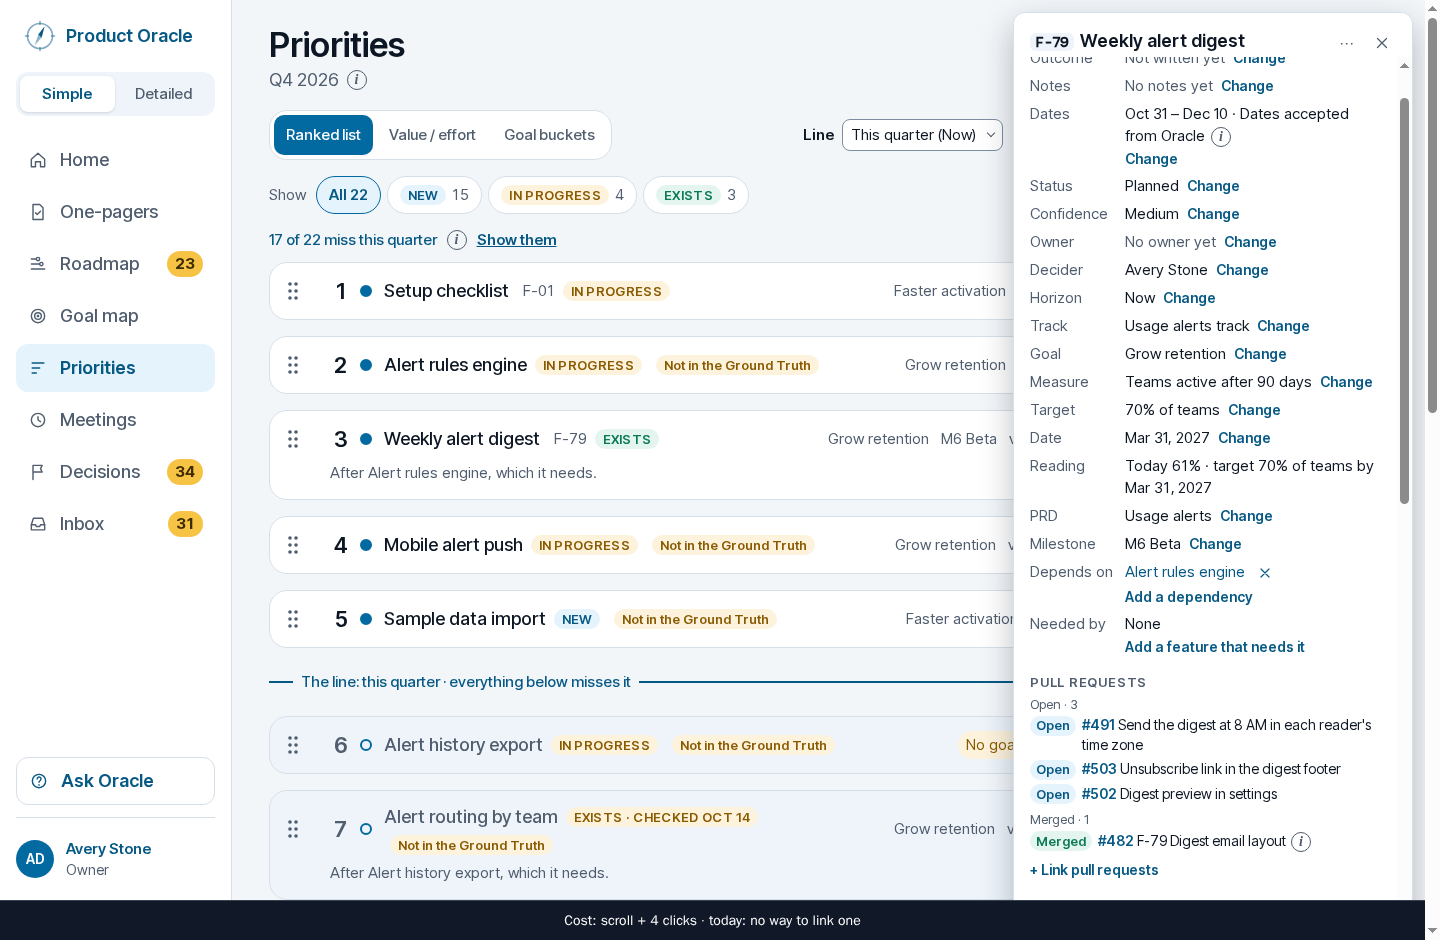 Product Oracle
Simple Detailed
Home
One-pagers
Roadmap 23
Goal map
Priorities
Meetings
Decisions 34
Inbox 31
Ask Oracle
AD Avery Stone
Owner
Priorities
Q4 2026 i
Ranked list Value / effort Goal buckets
Line This quarter (Now)
Show All 22 NEW 15 IN PROGRESS 4 EXISTS 3
17 of 22 miss this quarter i Show them
1 Setup checklist F-01 IN PROGRESS Faster activation
2 Alert rules engine IN PROGRESS Not in the Ground Truth Grow retention
3 Weekly alert digest F-79 EXISTS Grow retention M6 Beta
After Alert rules engine, which it needs.
4 Mobile alert push IN PROGRESS Not in the Ground Truth Grow retention
5 Sample data import NEW Not in the Ground Truth Faster activation
The line: this quarter · everything below misses it
6 Alert history export IN PROGRESS Not in the Ground Truth No goa
7 Alert routing by team EXISTS · CHECKED OCT 14 Grow retention
Not in the Ground Truth
After Alert history export, which it needs.
F-79 Weekly alert digest ...
Outcome Not written yet Change
Notes No notes yet Change
Dates Oct 31 – Dec 10 · Dates accepted
from Oracle i
Change
Status Planned Change
Confidence Medium Change
Owner No owner yet Change
Decider Avery Stone Change
Horizon Now Change
Track Usage alerts track Change
Goal Grow retention Change
Measure Teams active after 90 days Change
Target 70% of teams Change
Date Mar 31, 2027 Change
Reading Today 61% · target 70% of teams by
Mar 31, 2027
PRD Usage alerts Change
Milestone M6 Beta Change
Depends on Alert rules engine ×
Add a dependency
Needed by None
Add a feature that needs it
PULL REQUESTS
Open · 3
Open #491 Send the digest at 8 AM in each reader's
time zone
Open #503 Unsubscribe link in the digest footer
Open #502 Digest preview in settings
Merged · 1
Merged #482 F-79 Digest email layout i
+ Link pull requests
Cost: scroll + 4 clicks · today: no way to link one